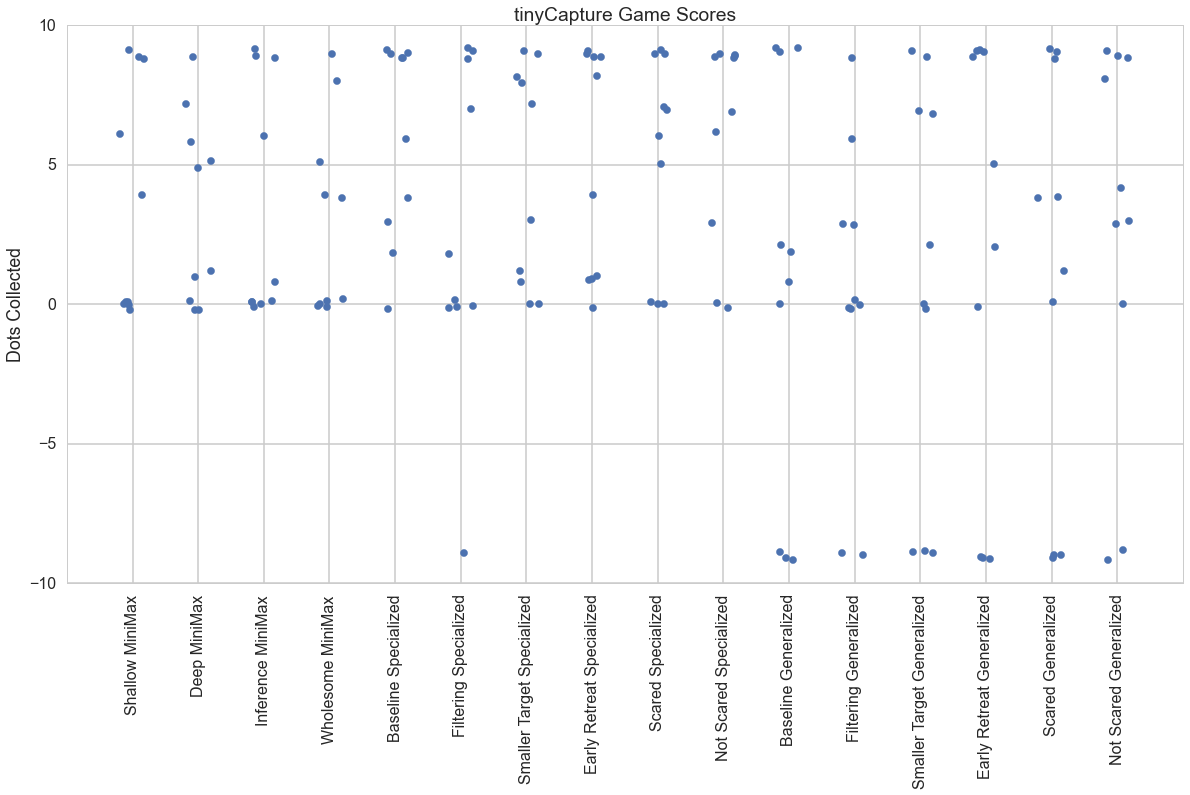 tinyCapture Game Scores
10
5
0
−5
−10
Dots Collected
Shallow MiniMax
Deep MiniMax
Inference MiniMax
Wholesome MiniMax
Baseline Specialized
Filtering Specialized
Smaller Target Specialized
Early Retreat Specialized
Scared Specialized
Not Scared Specialized
Baseline Generalized
Filtering Generalized
Smaller Target Generalized
Early Retreat Generalized
Scared Generalized
Not Scared Generalized